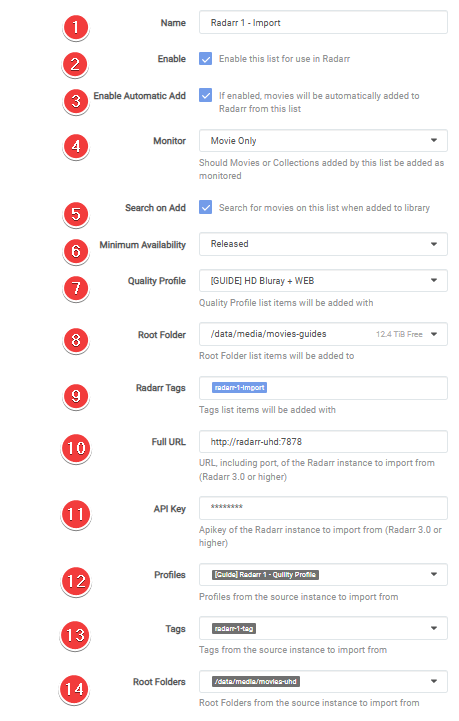 1 Name Radarr 1 - Import
2 Enable Enable this list for use in Radarr
3 Enable Automatic Add If enabled, movies will be automatically added to
Radarr from this list
4 Monitor Movie Only
Should Movies or Collections added by this list be added as
monitored
5 Search on Add Search for movies on this list when added to library
6 Minimum Availability Released
7 Quality Profile [GUIDE] HD Bluray + WEB
Quality Profile list items will be added with
8 Root Folder /data/media/movies-guides 12.4 TiB Free
Root Folder list items will be added to
9 Radarr Tags radarr-1-import
Tags list items will be added with
10 Full URL http://radarr-uhd:7878
URL, including port, of the Radarr instance to import from
(Radarr 3.0 or higher)
11 API Key ********
Apikey of the Radarr instance to import from (Radarr 3.0 or
higher)
12 Profiles [Guide] Radarr 1 - Quility Profile
Profiles from the source instance to import from
13 Tags radarr-1-tag
Tags from the source instance to import from
14 Root Folders /data/media/movies-uhd
Root Folders from the source instance to import from